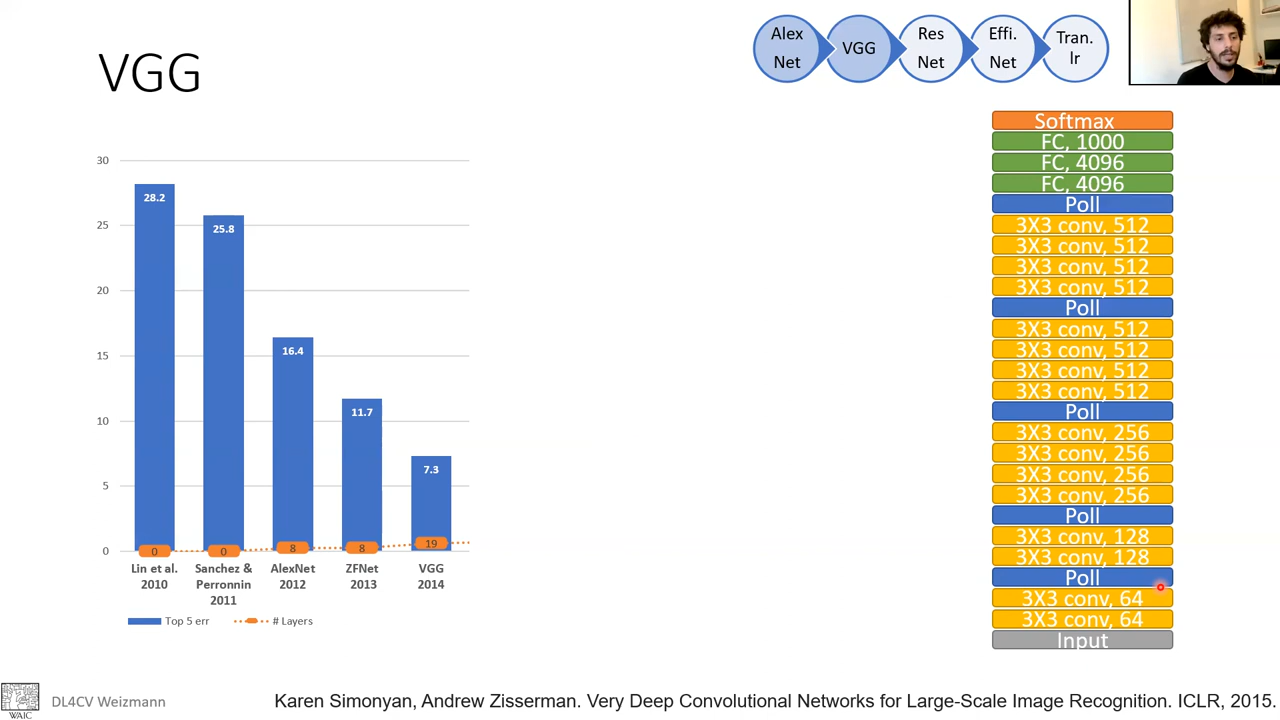 VGG
Alex
Net
VGG
Res
Net
Effi.
Net
Tran.
Ir
30
25
20
15
10
5
0
28.2
25.8
16.4
11.7
7.3
0
0
8
8
19
Lin et al.
2010
Sanchez &
Perronnin
2011
AlexNet
2012
ZFNet
2013
VGG
2014
Top 5 err
# Layers
Softmax
FC, 1000
FC, 4096
FC, 4096
Poll
3X3 conv, 512
3X3 conv, 512
3X3 conv, 512
3X3 conv, 512
Poll
3X3 conv, 512
3X3 conv, 512
3X3 conv, 512
3X3 conv, 512
Poll
3X3 conv, 256
3X3 conv, 256
3X3 conv, 256
3X3 conv, 256
Poll
3X3 conv, 128
3X3 conv, 128
Poll
3X3 conv, 64
3X3 conv, 64
Input
WAIC
DL4CV Weizmann
Karen Simonyan, Andrew Zisserman. Very Deep Convolutional Networks for Large-Scale Image Recognition. ICLR, 2015.